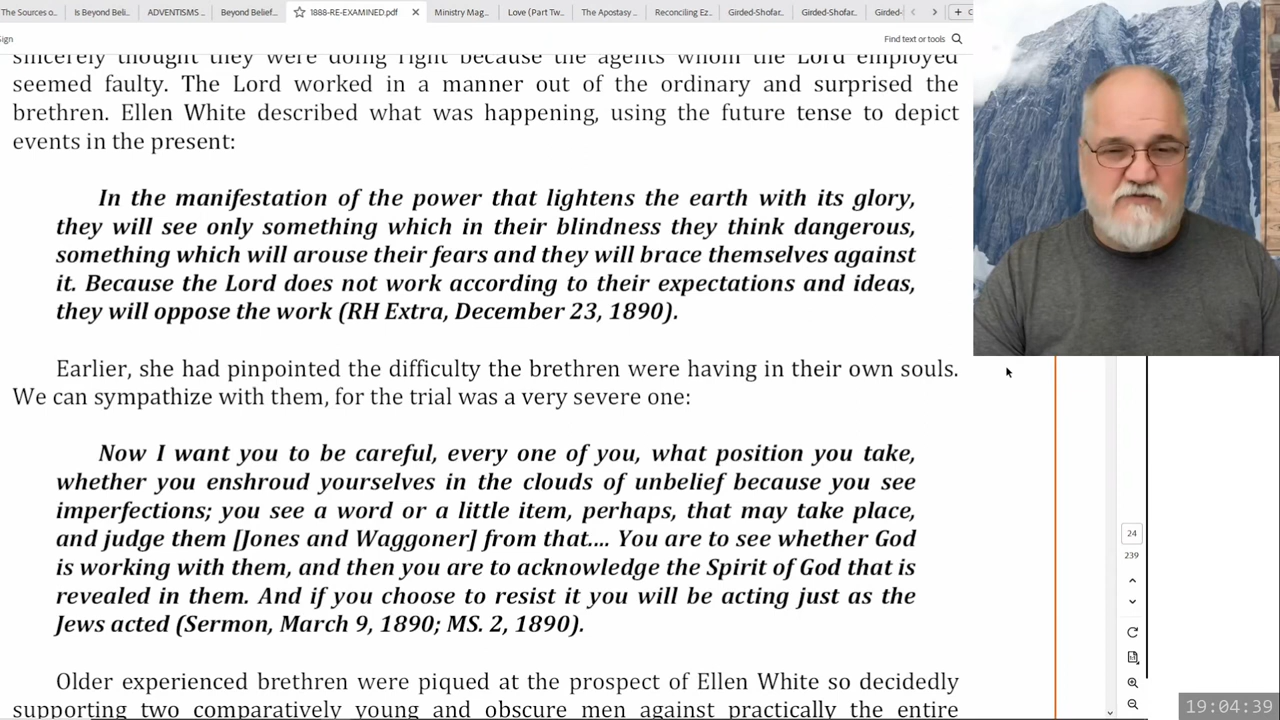 The Sources o...
Is Beyond Beli...
ADVENTISMS ...
Beyond Belief...
1888-RE-EXAMINED.pdf
Ministry Mag...
Love (Part Tw...
The Apostasy ...
Reconciling Ez...
Girded-Shofar...
Girded-Shofar...
Girded-
Sign
Find text or tools
sincerely thought they were doing right because the agents whom the Lord employed
seemed faulty. The Lord worked in a manner out of the ordinary and surprised the
brethren. Ellen White described what was happening, using the future tense to depict
events in the present:
In the manifestation of the power that lightens the earth with its glory,
they will see only something which in their blindness they think dangerous,
something which will arouse their fears and they will brace themselves against
it. Because the Lord does not work according to their expectations and ideas,
they will oppose the work (RH Extra, December 23, 1890).
Earlier, she had pinpointed the difficulty the brethren were having in their own souls.
We can sympathize with them, for the trial was a very severe one:
Now I want you to be careful, every one of you, what position you take,
whether you enshroud yourselves in the clouds of unbelief because you see
imperfections; you see a word or a little item, perhaps, that may take place,
and judge them [Jones and Waggoner] from that.... You are to see whether God
is working with them, and then you are to acknowledge the Spirit of God that is
revealed in them. And if you choose to resist it you will be acting just as the
Jews acted (Sermon, March 9, 1890; MS. 2, 1890).
Older experienced brethren were piqued at the prospect of Ellen White so decidedly
supporting two comparatively young and obscure men against practically the entire
24
239
19:04:39